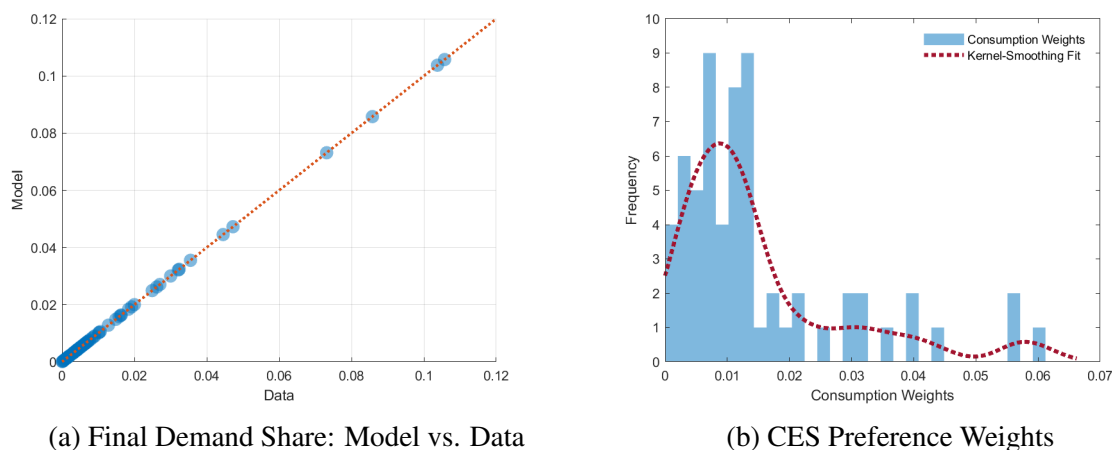 0.12
0.1
0.08
0.06
0.04
0.02
0
Model
0 0.02 0.04 0.06 0.08 0.1 0.12
Data
(a) Final Demand Share: Model vs. Data
10
9
8
7
6
5
4
3
2
1
0
Frequency
Consumption Weights
Kernel-Smoothing Fit
0 0.01 0.02 0.03 0.04 0.05 0.06 0.07
Consumption Weights
(b) CES Preference Weights